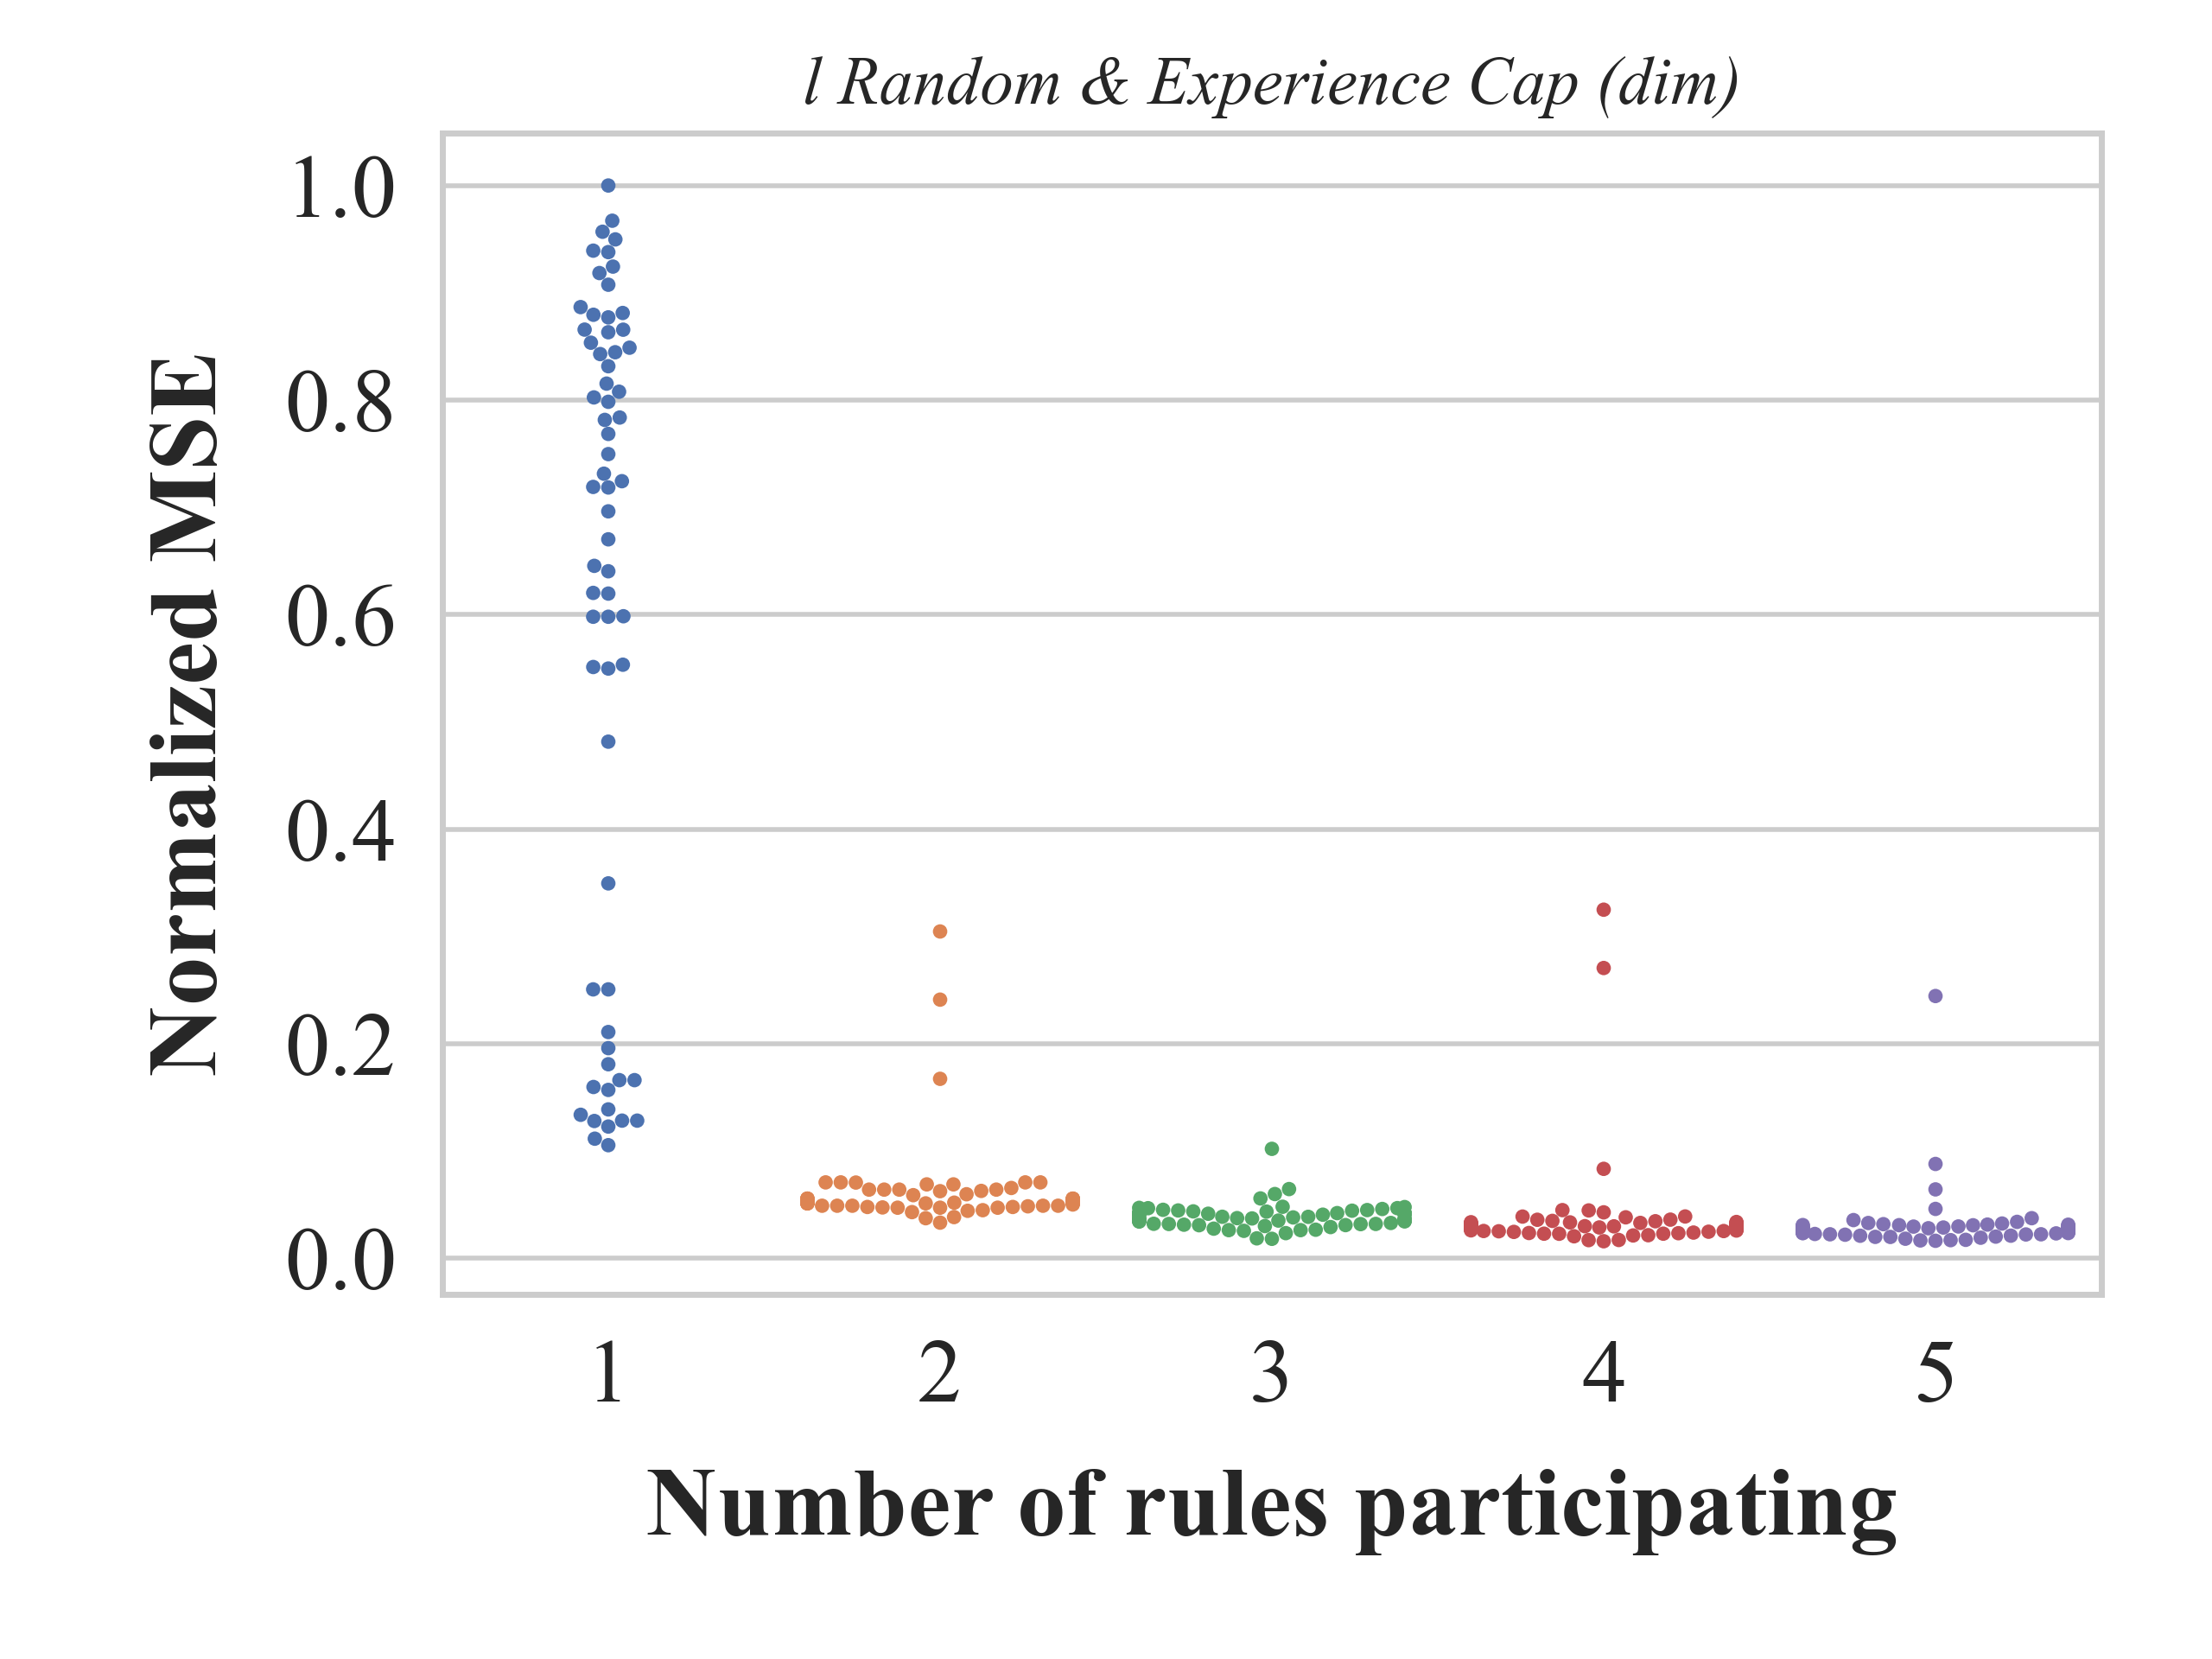 l Random & Experience Cap (dim)
Normalized MSE
1.0
0.8
0.6
0.4
0.2
0.0
1 2 3 4 5
Number of rules participating